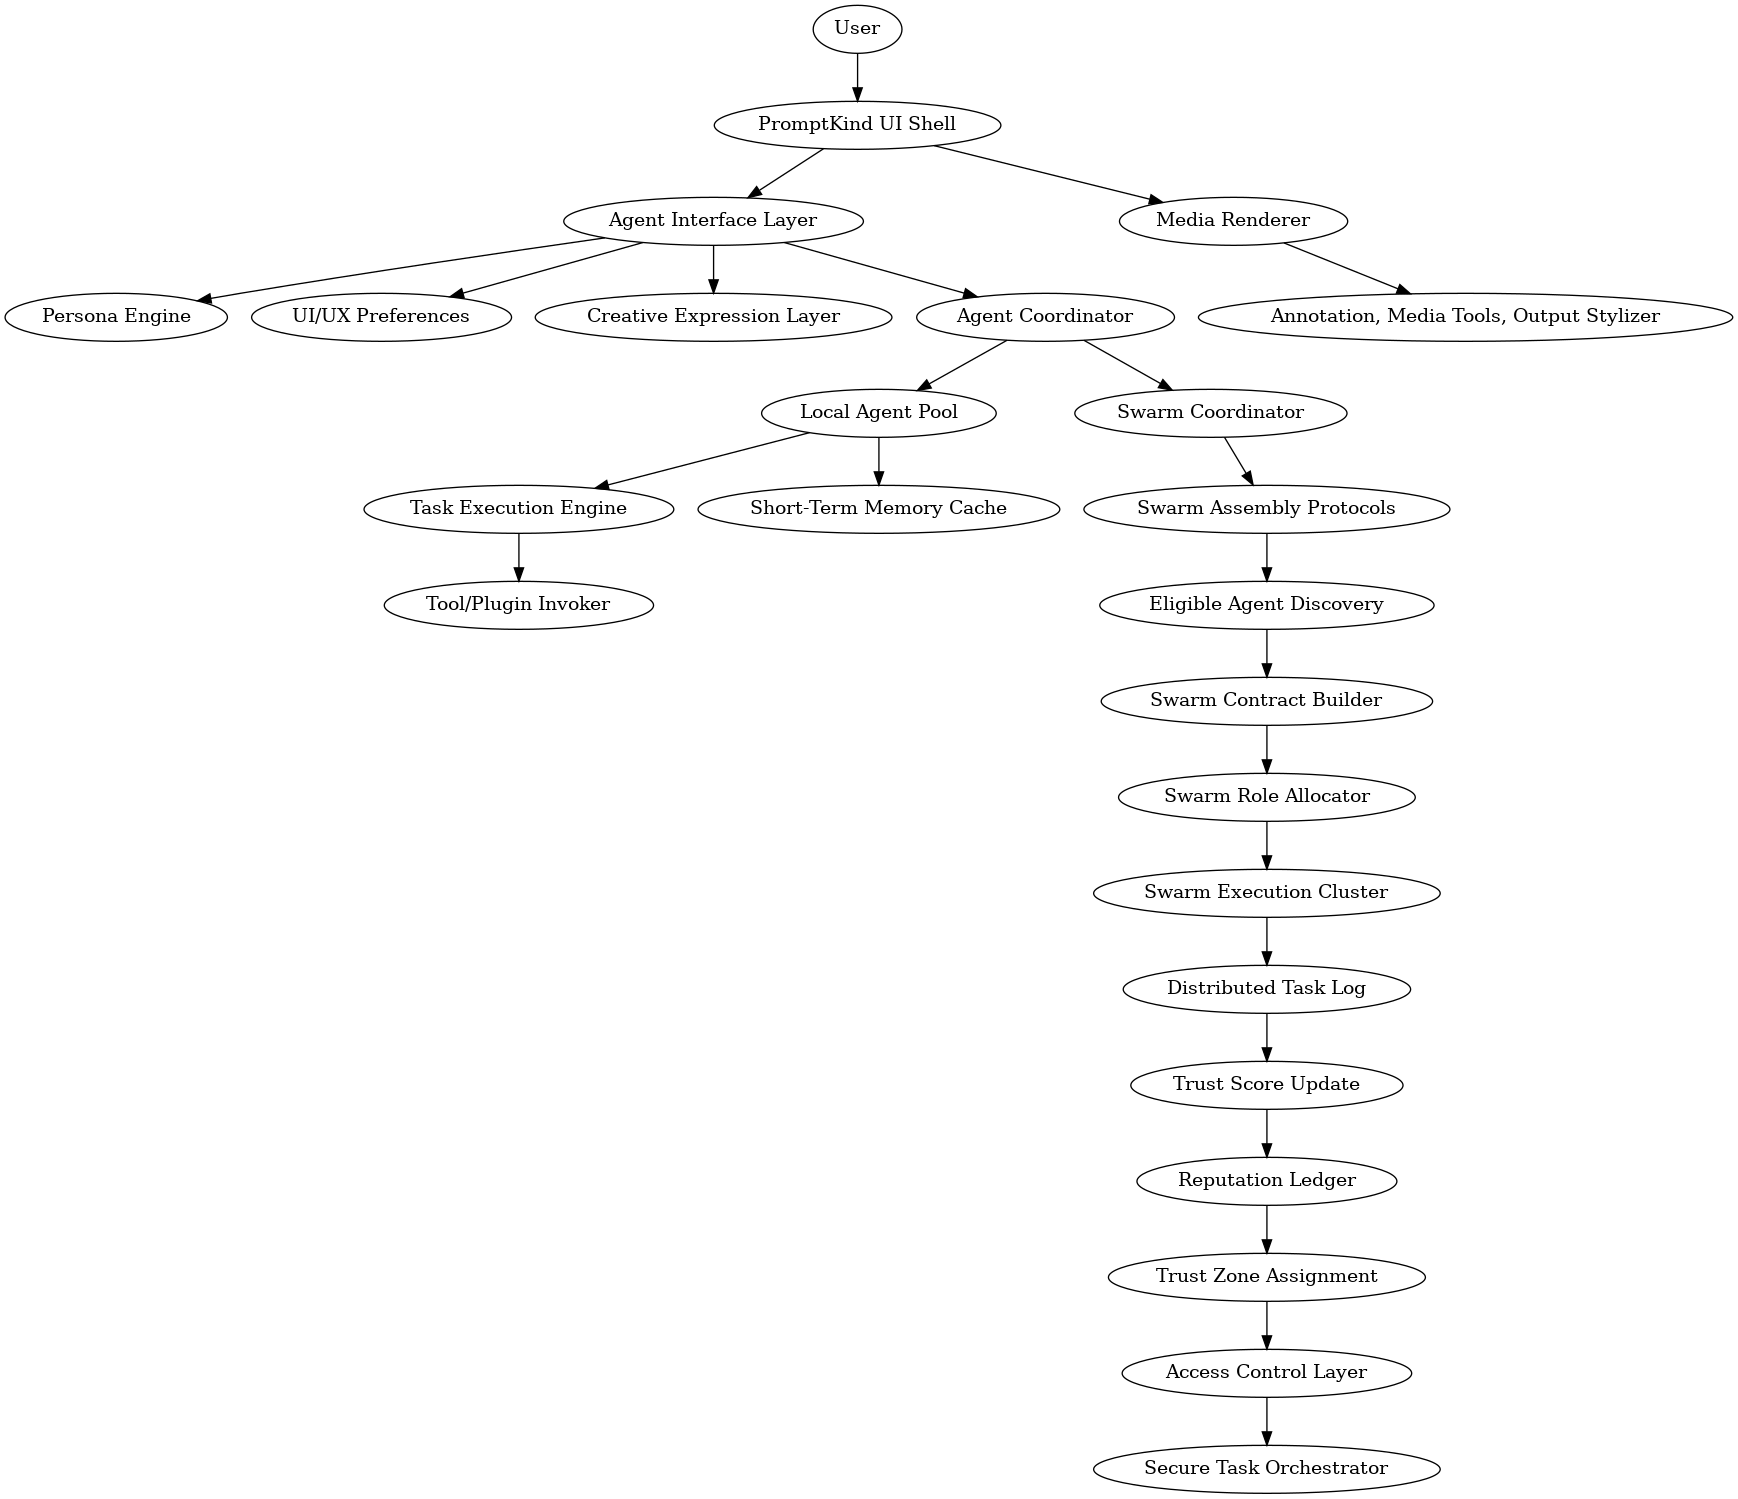 User
PromptKind UI Shell
Agent Interface Layer
Media Renderer
Persona Engine
UI/UX Preferences
Creative Expression Layer
Agent Coordinator
Annotation, Media Tools, Output Stylizer
Local Agent Pool
Swarm Coordinator
Task Execution Engine
Short-Term Memory Cache
Swarm Assembly Protocols
Tool/Plugin Invoker
Eligible Agent Discovery
Swarm Contract Builder
Swarm Role Allocator
Swarm Execution Cluster
Distributed Task Log
Trust Score Update
Reputation Ledger
Trust Zone Assignment
Access Control Layer
Secure Task Orchestrator